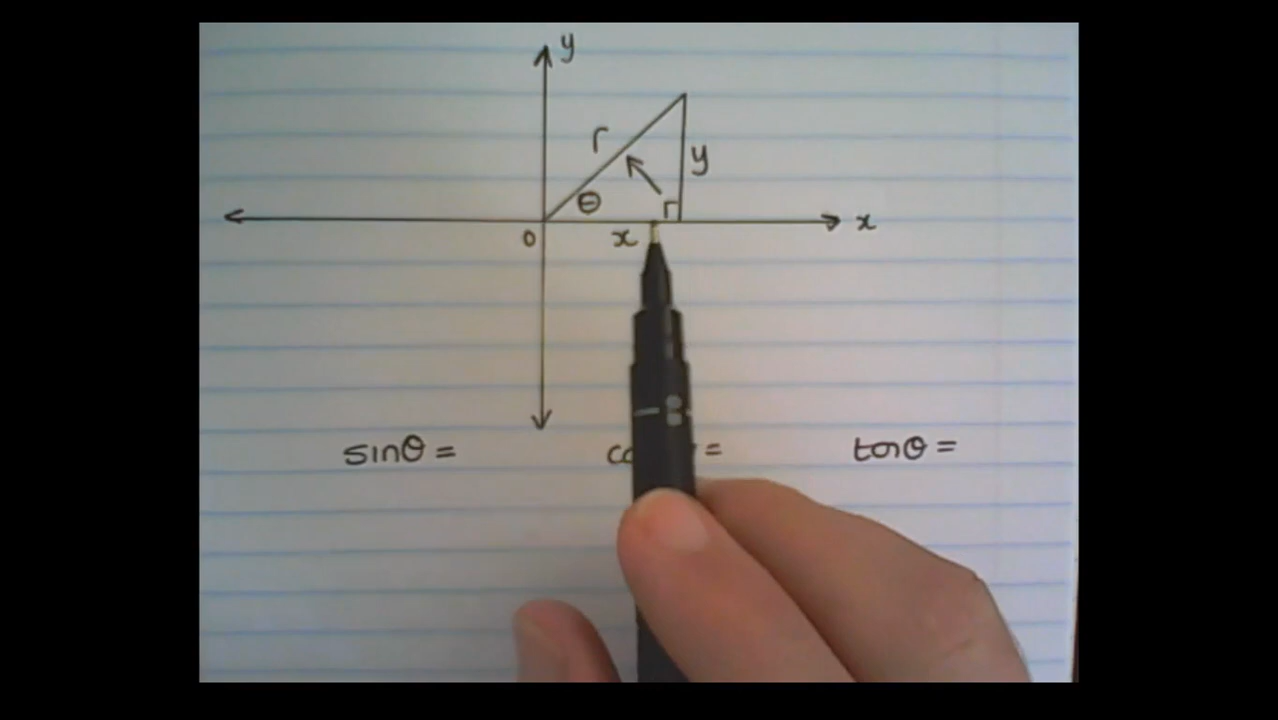 y
r
y
θ
0
x
x
sinθ =
=
tanθ =